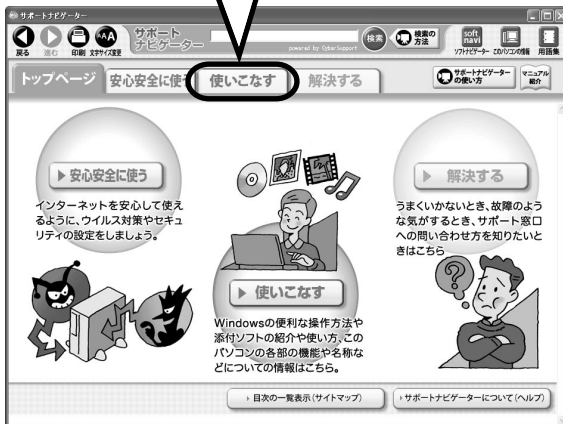 サポートナビゲーター
戻る 進む 印刷 文字サイズ変更
サポート
ナビゲーター
powered by CyberSupport
検索
検索の
方法
soft
navi
ソフトナビゲーター このパソコンの情報 用語集
トップページ 安心安全に使う 使いこなす 解決する
サポートナビゲーター
の使い方
マニュアル
紹介
安心安全に使う
インターネットを安心して使え
るように、ウイルス対策やセキュ
リティの設定をしましょう。
使いこなす
Windowsの便利な操作方法や
添付ソフトの紹介や使い方、この
パソコンの各部の機能や名称な
どについての情報はこちら。
解決する
うまくいかないとき、故障のよう
な気がするとき、サポート窓口
への問い合わせ方を知りたいと
きはこちら
?
目次の一覧表示(サイトマップ)
サポートナビゲーターについて(ヘルプ)